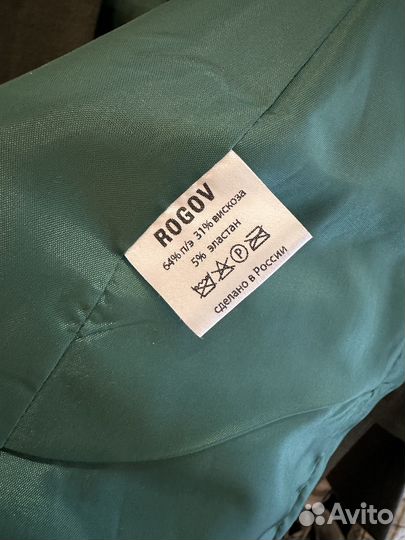 ROGOV
64% п/э 31% вискоза
5% эластан
P
сделано в России
Avito